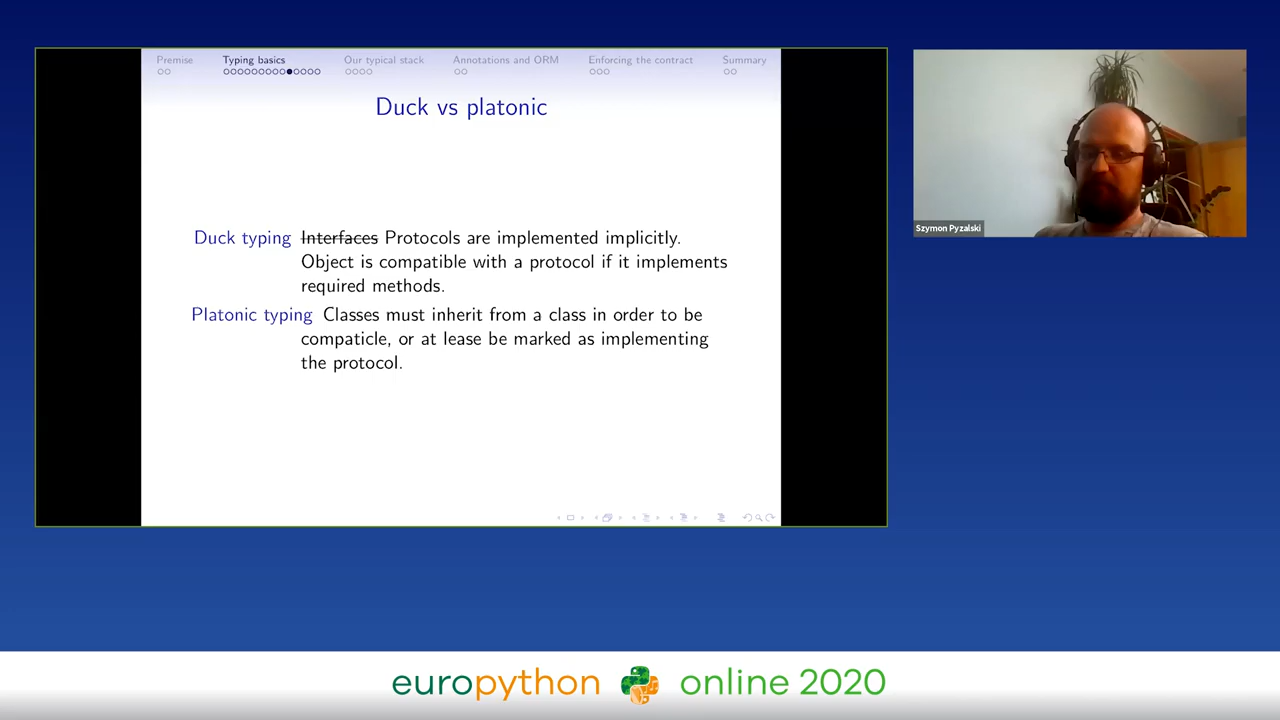 Premise Typing basics Our typical stack Annotations and ORM Enforcing the contract Summary
Duck vs platonic
Duck typing Interfaces Protocols are implemented implicitly.
Object is compatible with a protocol if it implements
required methods.
Platonic typing Classes must inherit from a class in order to be
compaticle, or at lease be marked as implementing
the protocol.
Szymon Pyzalski
europython online 2020